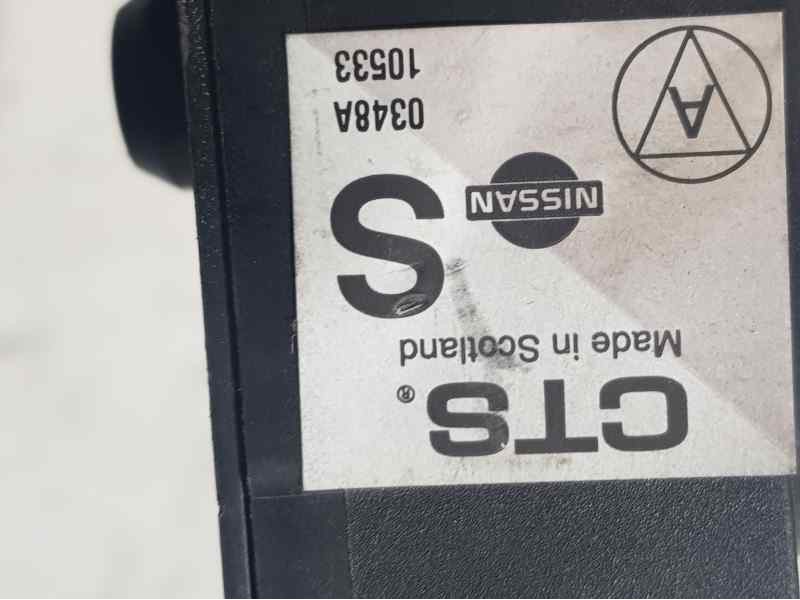 CTS®
Made in Scotland
S
NISSAN
0348A
10533
A